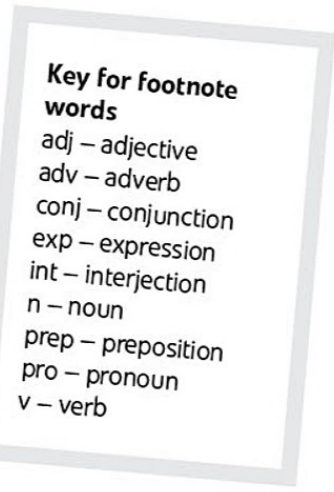 Key for footnote
words
adj – adjective
adv – adverb
conj – conjunction
exp – expression
int – interjection
n – noun
prep – preposition
pro – pronoun
v – verb